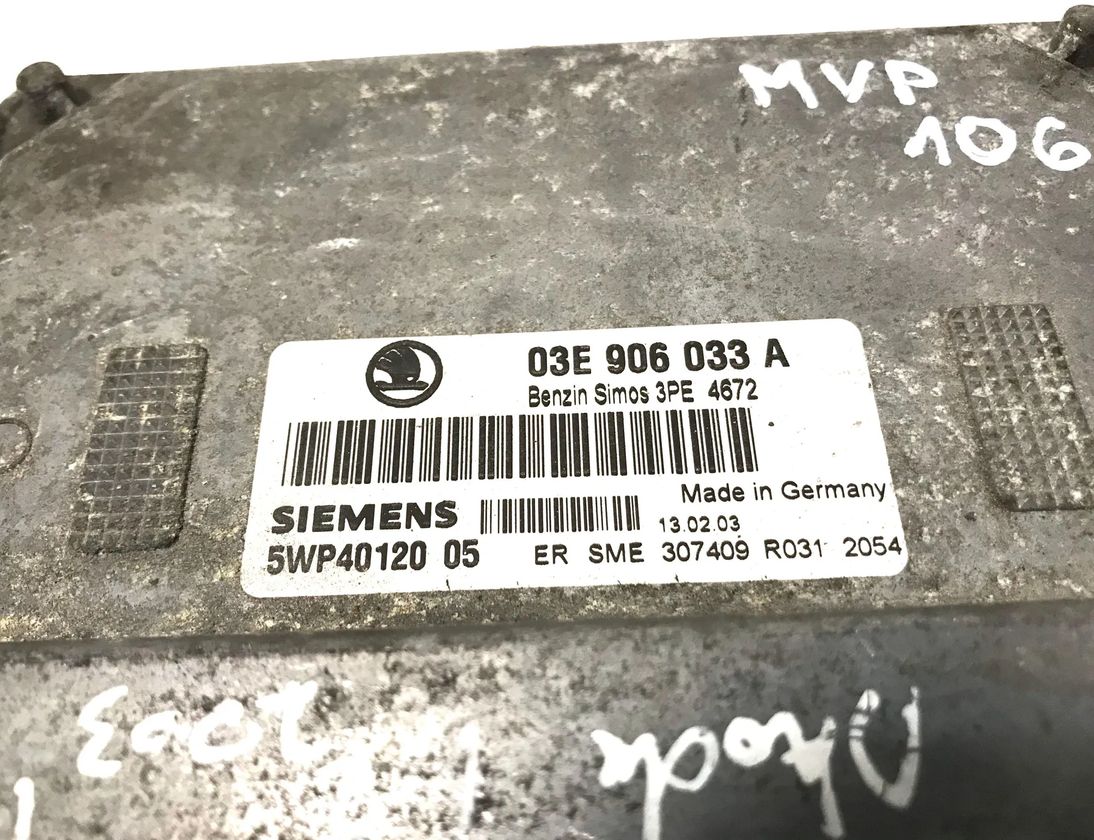 MVP
106
03E 906 033 A
Benzin Simos 3PE 4672
Made in Germany
SIEMENS
13.02.03
5WP40120 05
ER SME 307409 R031 2054
2003